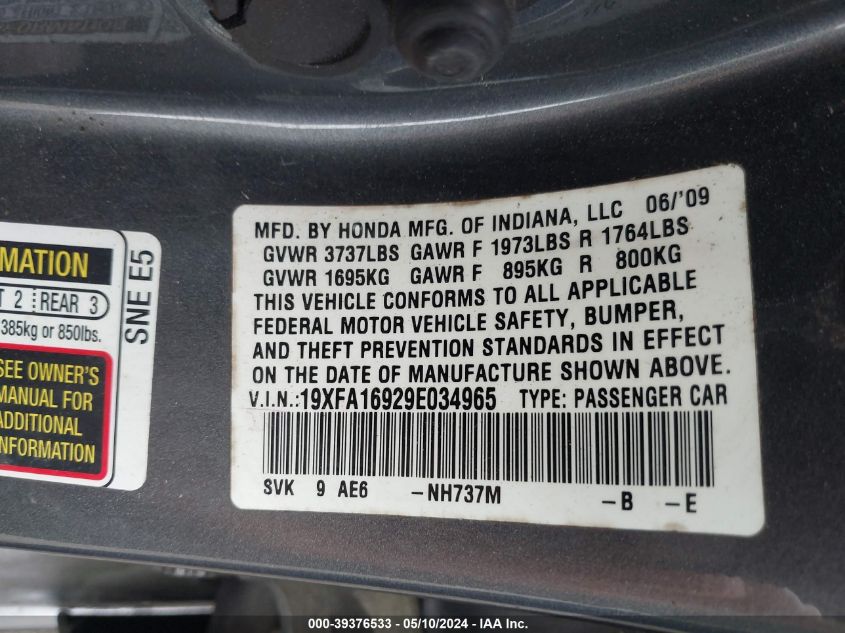 MFD. BY HONDA MFG. OF INDIANA, LLC 06/'09
GVWR 3737LBS GAWR F 1973LBS R 1764LBS
GVWR 1695KG GAWR F 895KG R 800KG
THIS VEHICLE CONFORMS TO ALL APPLICABLE
FEDERAL MOTOR VEHICLE SAFETY, BUMPER,
AND THEFT PREVENTION STANDARDS IN EFFECT
ON THE DATE OF MANUFACTURE SHOWN ABOVE.
V.I.N.:19XFA16929E034965 TYPE: PASSENGER CAR
SVK 9 AE6 -NH737M -B -E
MATION
T 2 REAR 3
385kg or 850lbs.
SEE OWNER'S
MANUAL FOR
ADDITIONAL
INFORMATION
SNE E5
000-39376533 - 05/10/2024 - IAA Inc.